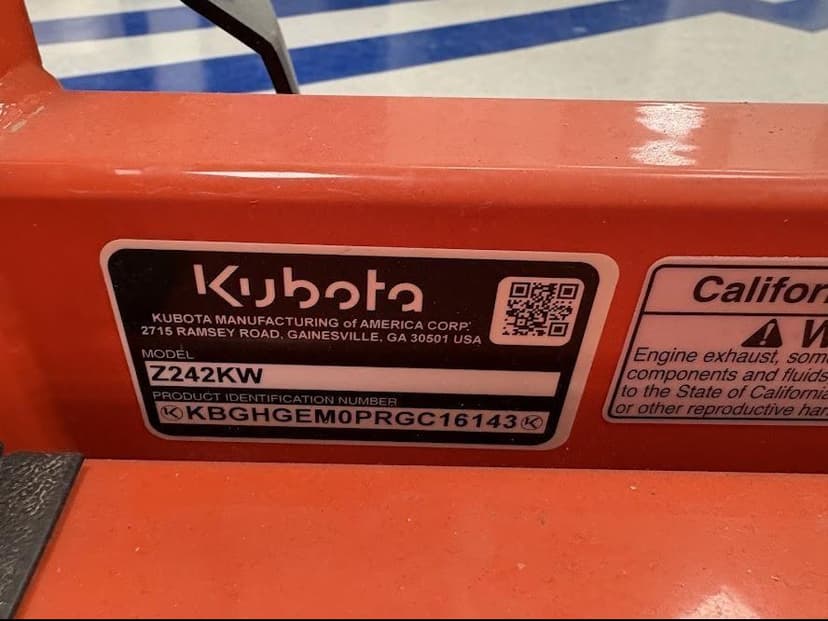 Kubota
KUBOTA MANUFACTURING of AMERICA CORP.
2715 RAMSEY ROAD, GAINESVILLE, GA 30501 USA
MODEL
Z242KW
PRODUCT IDENTIFICATION NUMBER
KBGHGEM0PRGC16143
Califor
W
Engine exhaust, som
components and fluids
to the State of California
or other reproductive har